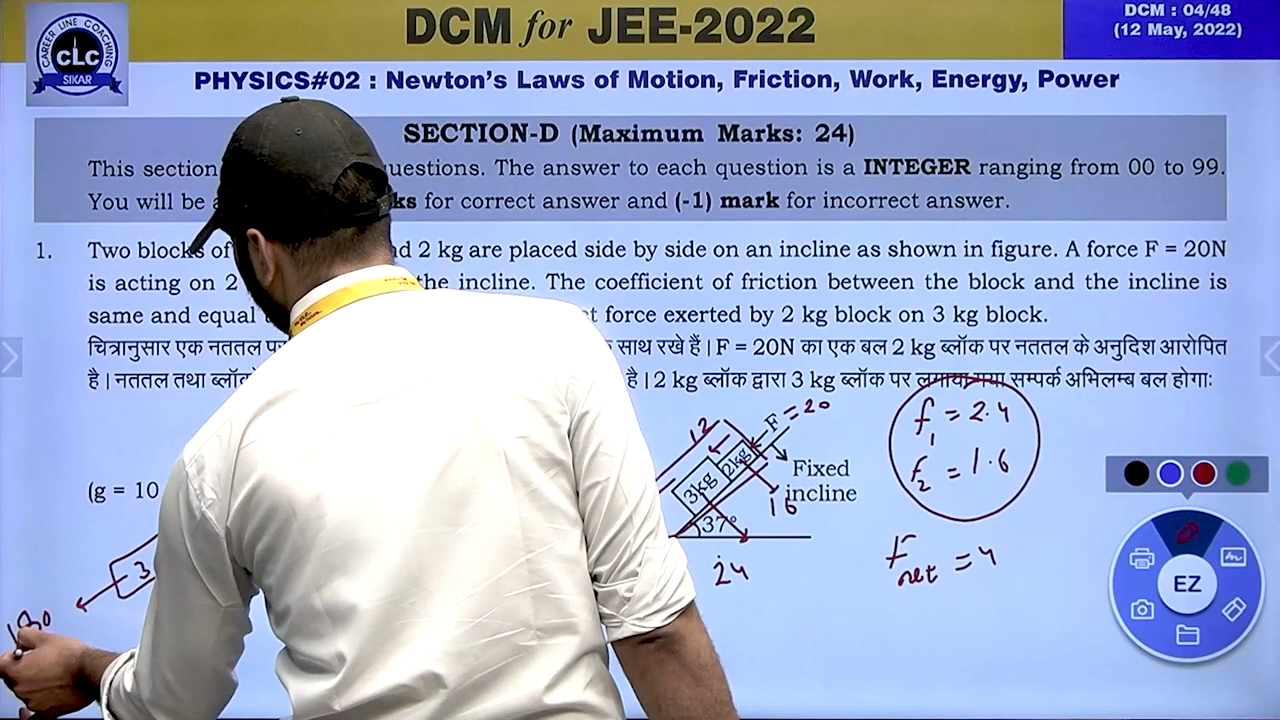 CAREER LINE COACHING
CLC
SIKAR
DCM for JEE-2022
DCM : 04/48
(12 May, 2022)
PHYSICS#02 : Newton's Laws of Motion, Friction, Work, Energy, Power
SECTION-D (Maximum Marks: 24)
This section uestions. The answer to each question is a INTEGER ranging from 00 to 99.
You will be a ks for correct answer and (-1) mark for incorrect answer.
1. Two blocks of nd 2 kg are placed side by side on an incline as shown in figure. A force F = 20N
is acting on 2 the incline. The coefficient of friction between the block and the incline is
same and equal t force exerted by 2 kg block on 3 kg block.
चित्रानुसार एक नततल पर साथ रखे हैं। F = 20N का एक बल 2 kg ब्लॉक पर नततल के अनुदिश आरोपित
है। नततल तथा ब्लॉको है। 2 kg ब्लॉक द्वारा 3 kg ब्लॉक पर लगाया गया सम्पर्क अभिलम्ब बल होगाः
(g = 10
12
F = 20
3kg
2kg
Fixed
incline
16
37°
24
f1 = 2.4
f2 = 1.6
Fnet = 4
3
EZ